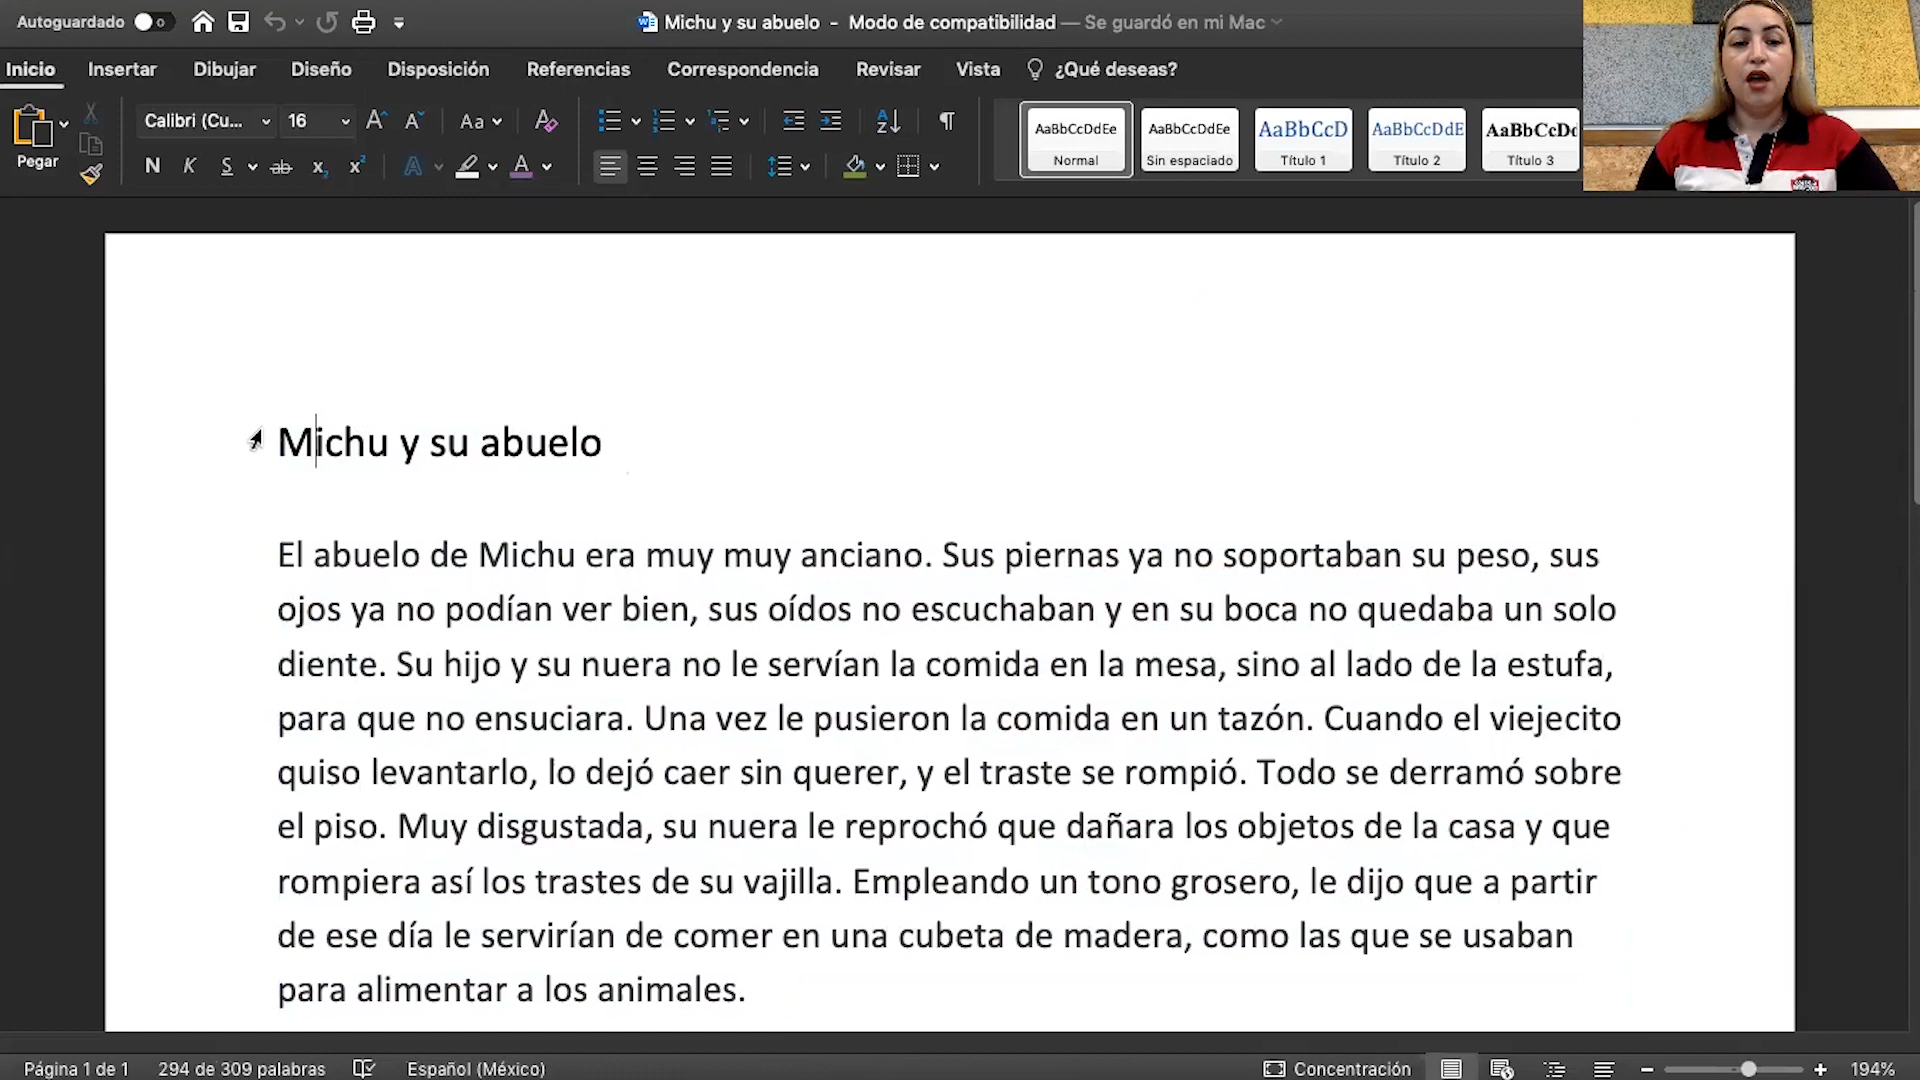 Autoguardado
Michu y su abuelo - Modo de compatibilidad — Se guardó en mi Mac
Inicio Insertar Dibujar Diseño Disposición Referencias Correspondencia Revisar Vista ¿Qué deseas?
Pegar
Calibri (Cu... 16
N K S ab
AaBbCcDdEe AaBbCcDdEe AaBbCcD AaBbCcDdE AaBbCcDd
Normal Sin espaciado Título 1 Título 2 Título 3
Michu y su abuelo
El abuelo de Michu era muy muy anciano. Sus piernas ya no soportaban su peso, sus
ojos ya no podían ver bien, sus oídos no escuchaban y en su boca no quedaba un solo
diente. Su hijo y su nuera no le servían la comida en la mesa, sino al lado de la estufa,
para que no ensuciara. Una vez le pusieron la comida en un tazón. Cuando el viejecito
quiso levantarlo, lo dejó caer sin querer, y el traste se rompió. Todo se derramó sobre
el piso. Muy disgustada, su nuera le reprochó que dañara los objetos de la casa y que
rompiera así los trastes de su vajilla. Empleando un tono grosero, le dijo que a partir
de ese día le servirían de comer en una cubeta de madera, como las que se usaban
para alimentar a los animales.
Página 1 de 1 294 de 309 palabras Español (México) Concentración 194%